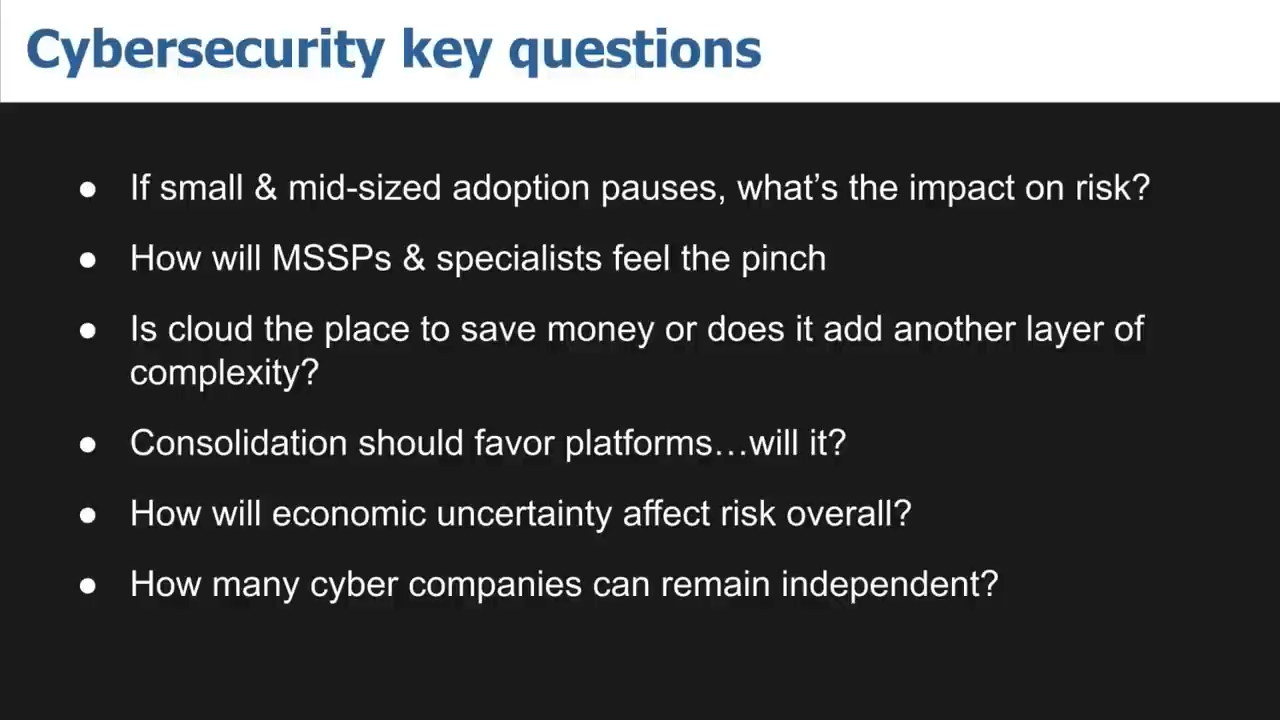 Cybersecurity key questions
● If small & mid-sized adoption pauses, what’s the impact on risk?
● How will MSSPs & specialists feel the pinch
● Is cloud the place to save money or does it add another layer of
complexity?
● Consolidation should favor platforms…will it?
● How will economic uncertainty affect risk overall?
● How many cyber companies can remain independent?